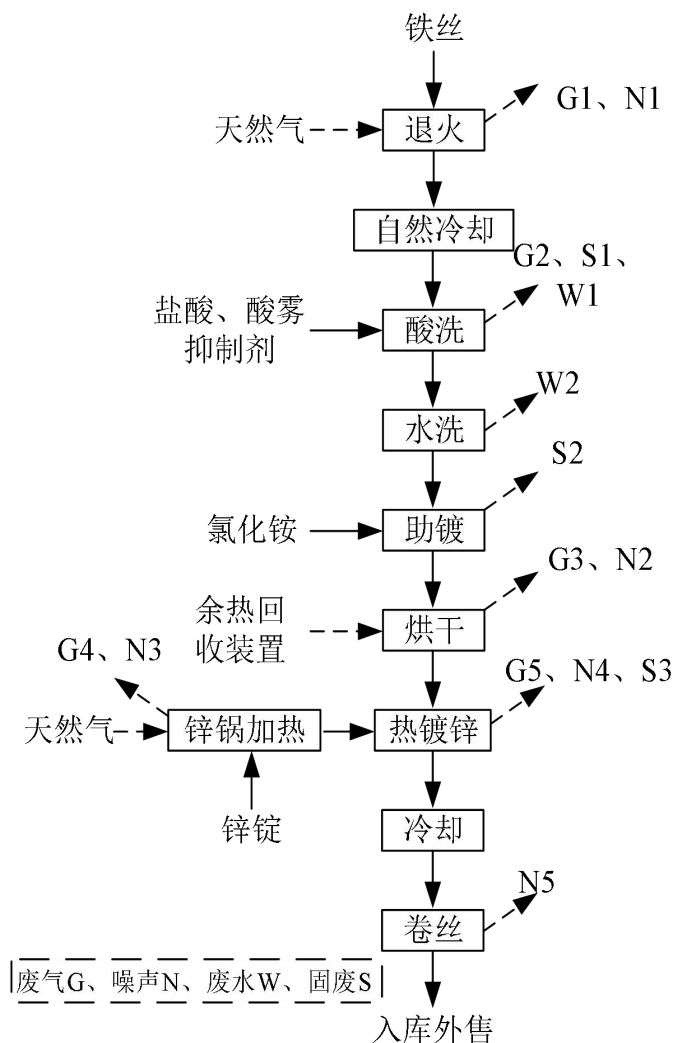 铁丝
G1、N1
天然气
退火
自然冷却
G2、S1、
W1
盐酸、酸雾
抑制剂
酸洗
W2
水洗
S2
氯化铵
助镀
G3、N2
余热回
收装置
烘干
G4、N3
G5、N4、S3
天然气
锌锅加热
热镀锌
锌锭
冷却
N5
卷丝
废气G、噪声N、废水W、固废S
入库外售